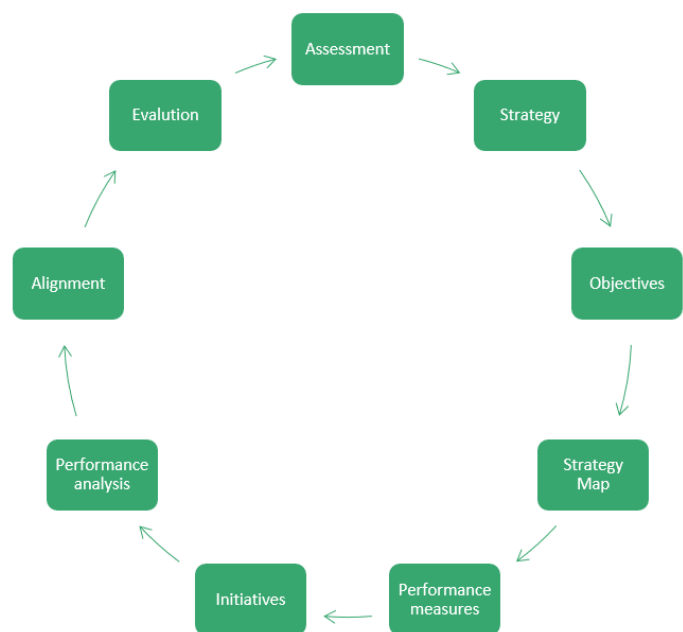 Assessment
Strategy
Objectives
Strategy
Map
Performance
measures
Initiatives
Performance
analysis
Alignment
Evalution